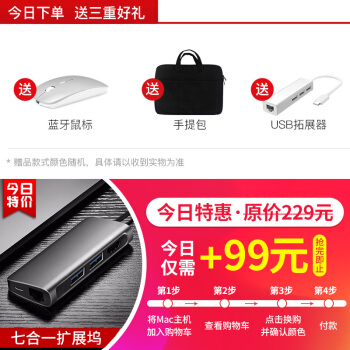 今日下单 送三重好礼
送
送
送
蓝牙鼠标
手提包
USB拓展器
* 赠品款式颜色随机，具体请以收到实物为准
今日
特价
今日特惠·原价229元
今日
仅需
+99元
抢完即止
第1步
第2步
第3步
第4步
将Mac主机
加入购物车
查看购物车
点击换购
并确认颜色
付款
七合一扩展坞